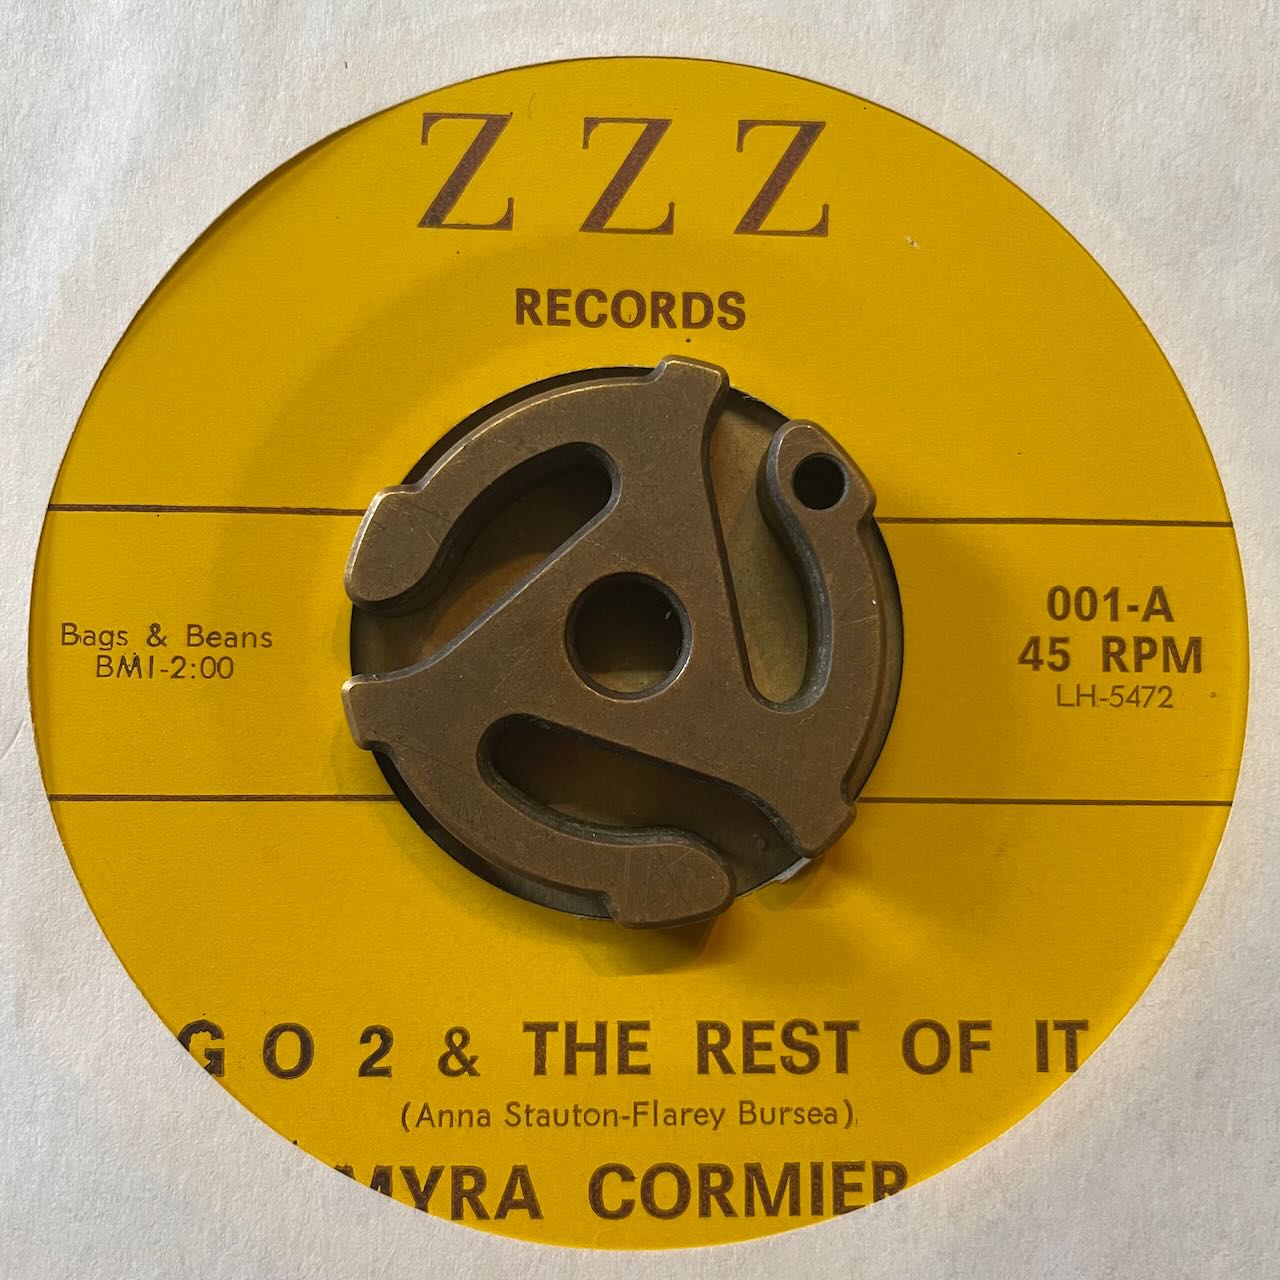 ZZZ
RECORDS
Bags & Beans
BMI-2:00
001-A
45 RPM
LH-5472
GO 2 & THE REST OF IT
(Anna Stauton-Flarey Bursea)
MYRA CORMIER